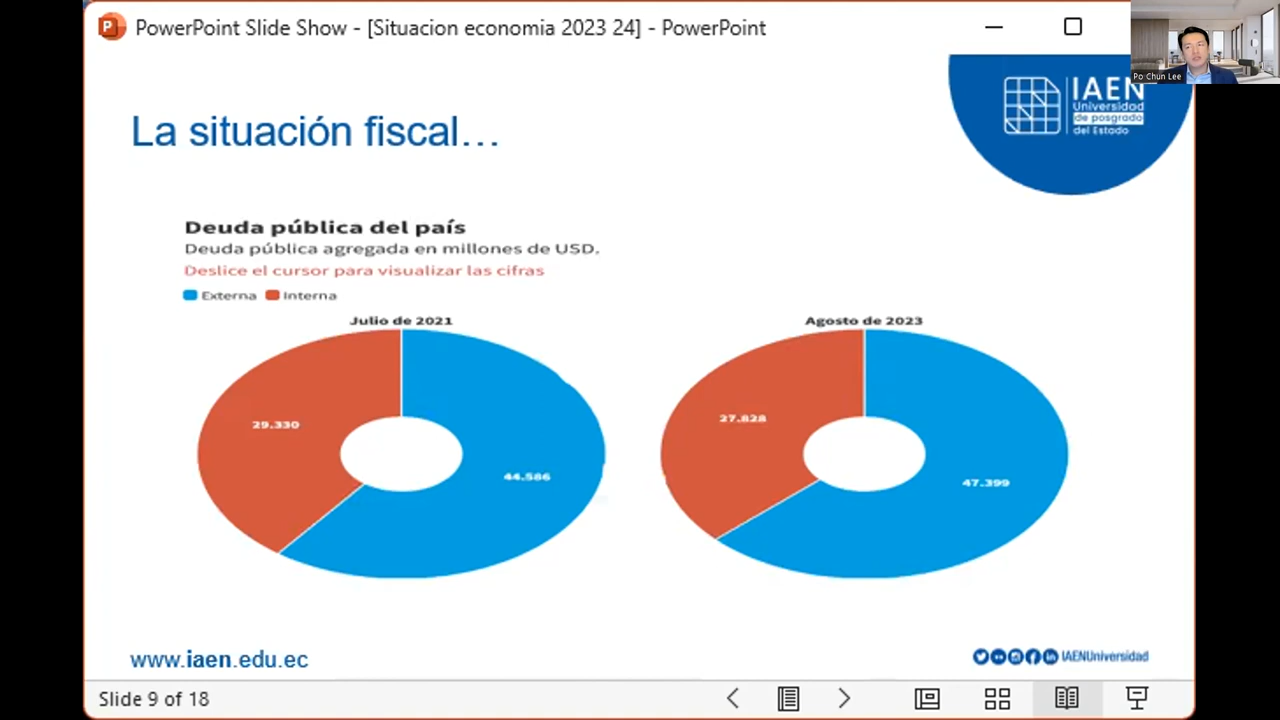 PowerPoint Slide Show - [Situacion economia 2023 24] - PowerPoint
Po Chun Lee
IAEN
Universidad
de posgrado
del Estado
La situación fiscal...
Deuda pública del país
Deuda pública agregada en millones de USD.
Deslice el cursor para visualizar las cifras
Externa Interna
Julio de 2021
Agosto de 2023
29.330
44.586
27.828
47.399
www.iaen.edu.ec
IAENUniversidad
Slide 9 of 18